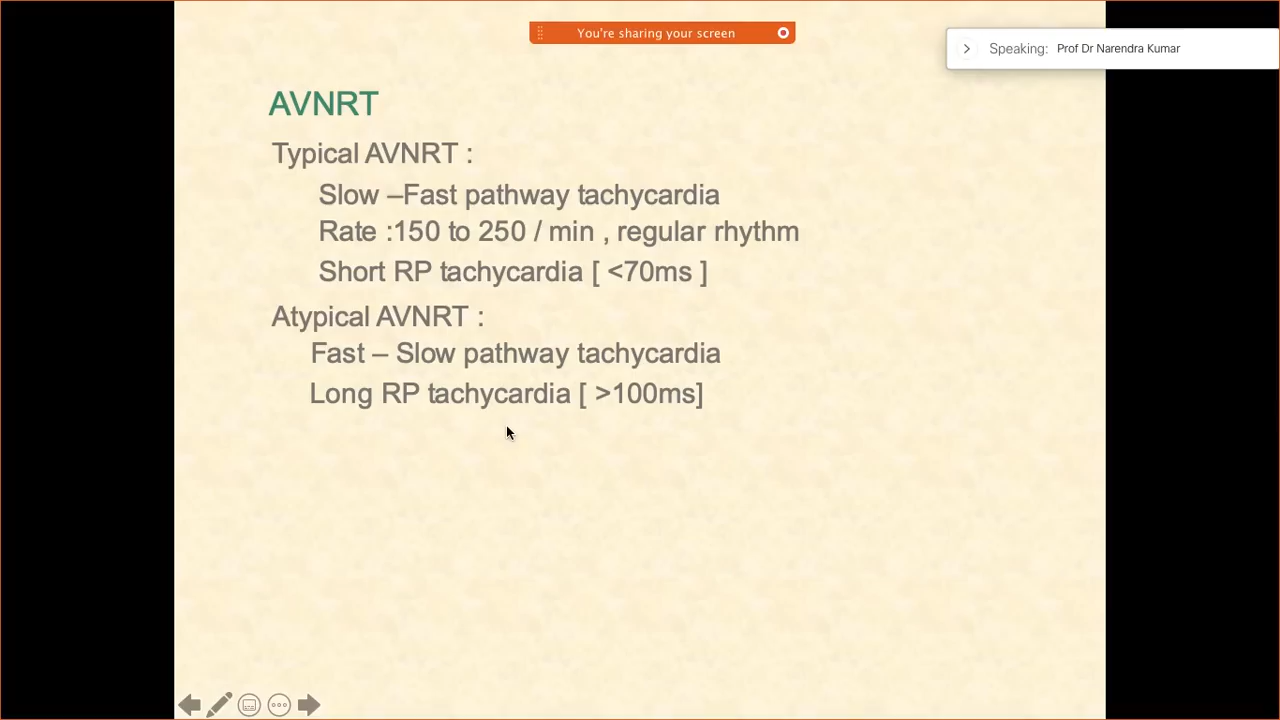 You're sharing your screen
Speaking: Prof Dr Narendra Kumar
AVNRT
Typical AVNRT :
Slow –Fast pathway tachycardia
Rate :150 to 250 / min , regular rhythm
Short RP tachycardia [ <70ms ]
Atypical AVNRT :
Fast – Slow pathway tachycardia
Long RP tachycardia [ >100ms]